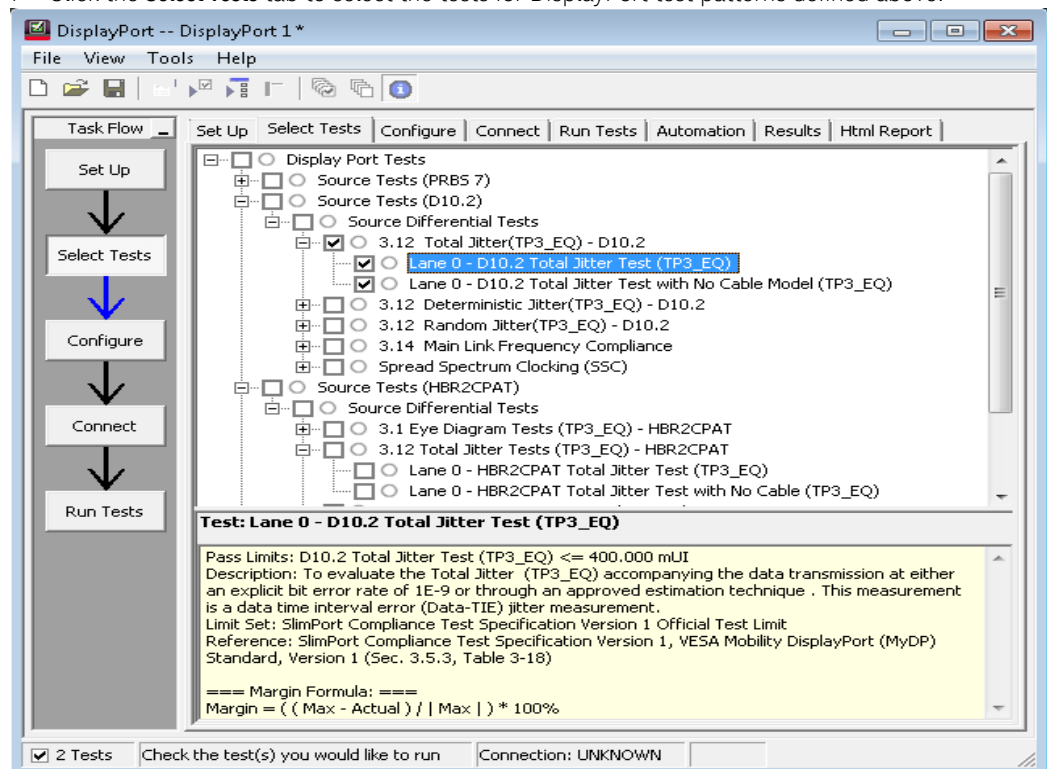 Click the Select Tests tab to select the tests for DisplayPort test patterns defined above.
DisplayPort -- DisplayPort 1*
File View Tools Help
Task Flow
Set Up
Select Tests
Configure
Connect
Run Tests
Set Up Select Tests Configure Connect Run Tests Automation Results Html Report
Display Port Tests
Source Tests (PRBS 7)
Source Tests (D10.2)
Source Differential Tests
3.12 Total Jitter(TP3_EQ) - D10.2
Lane 0 - D10.2 Total Jitter Test (TP3_EQ)
Lane 0 - D10.2 Total Jitter Test with No Cable Model (TP3_EQ)
3.12 Deterministic Jitter(TP3_EQ) - D10.2
3.12 Random Jitter(TP3_EQ) - D10.2
3.14 Main Link Frequency Compliance
Spread Spectrum Clocking (SSC)
Source Tests (HBR2CPAT)
Source Differential Tests
3.1 Eye Diagram Tests (TP3_EQ) - HBR2CPAT
3.12 Total Jitter Tests (TP3_EQ) - HBR2CPAT
Lane 0 - HBR2CPAT Total Jitter Test (TP3_EQ)
Lane 0 - HBR2CPAT Total Jitter Test with No Cable (TP3_EQ)
Test: Lane 0 - D10.2 Total Jitter Test (TP3_EQ)
Pass Limits: D10.2 Total Jitter Test (TP3_EQ) <= 400.000 mUI
Description: To evaluate the Total Jitter (TP3_EQ) accompanying the data transmission at either
an explicit bit error rate of 1E-9 or through an approved estimation technique . This measurement
is a data time interval error (Data-TIE) jitter measurement.
Limit Set: SlimPort Compliance Test Specification Version 1 Official Test Limit
Reference: SlimPort Compliance Test Specification Version 1, VESA Mobility DisplayPort (MyDP)
Standard, Version 1 (Sec. 3.5.3, Table 3-18)
=== Margin Formula: ===
Margin = ( ( Max - Actual ) / | Max | ) * 100%
2 Tests Check the test(s) you would like to run Connection: UNKNOWN